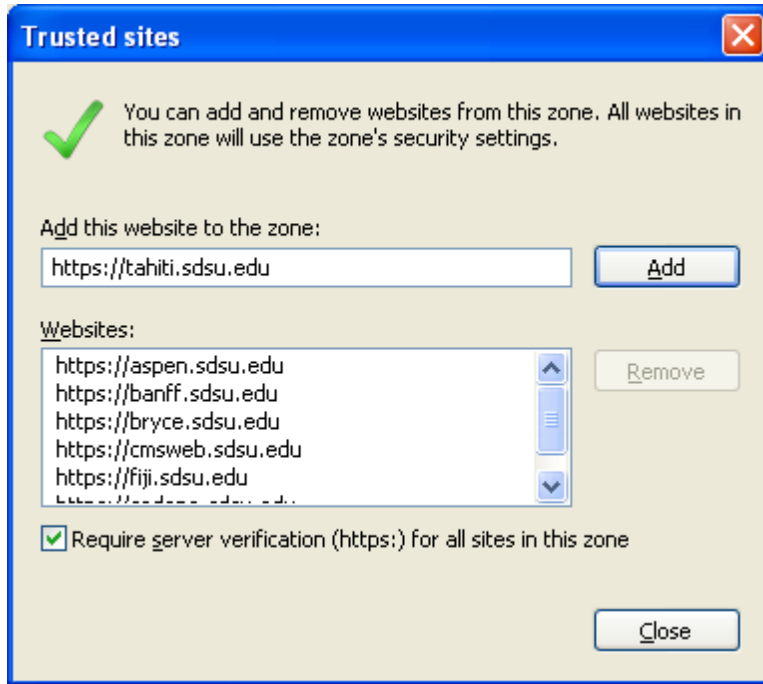 Trusted sites
You can add and remove websites from this zone. All websites in
this zone will use the zone's security settings.
Add this website to the zone:
https://tahiti.sdsu.edu
Add
Websites:
https://aspen.sdsu.edu
https://banff.sdsu.edu
https://bryce.sdsu.edu
https://cmsweb.sdsu.edu
https://fiji.sdsu.edu
Remove
Require server verification (https:) for all sites in this zone
Close